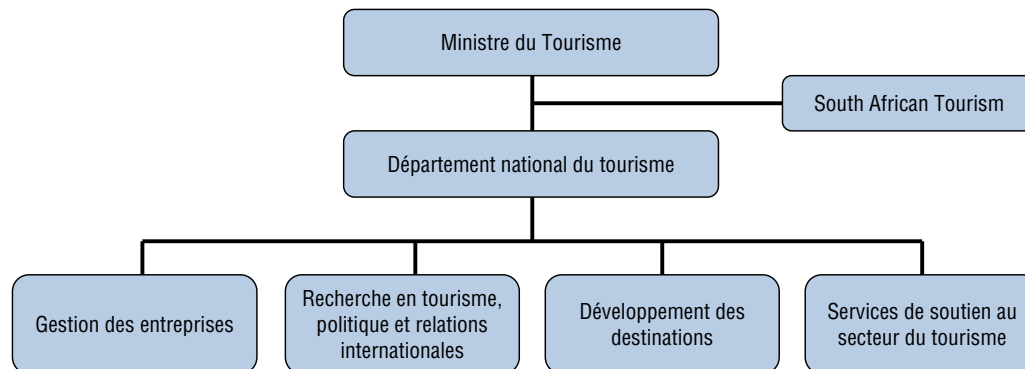 Ministre du Tourisme
South African Tourism
Département national du tourisme
Gestion des entreprises
Recherche en tourisme,
politique et relations
internationales
Développement des
destinations
Services de soutien au
secteur du tourisme